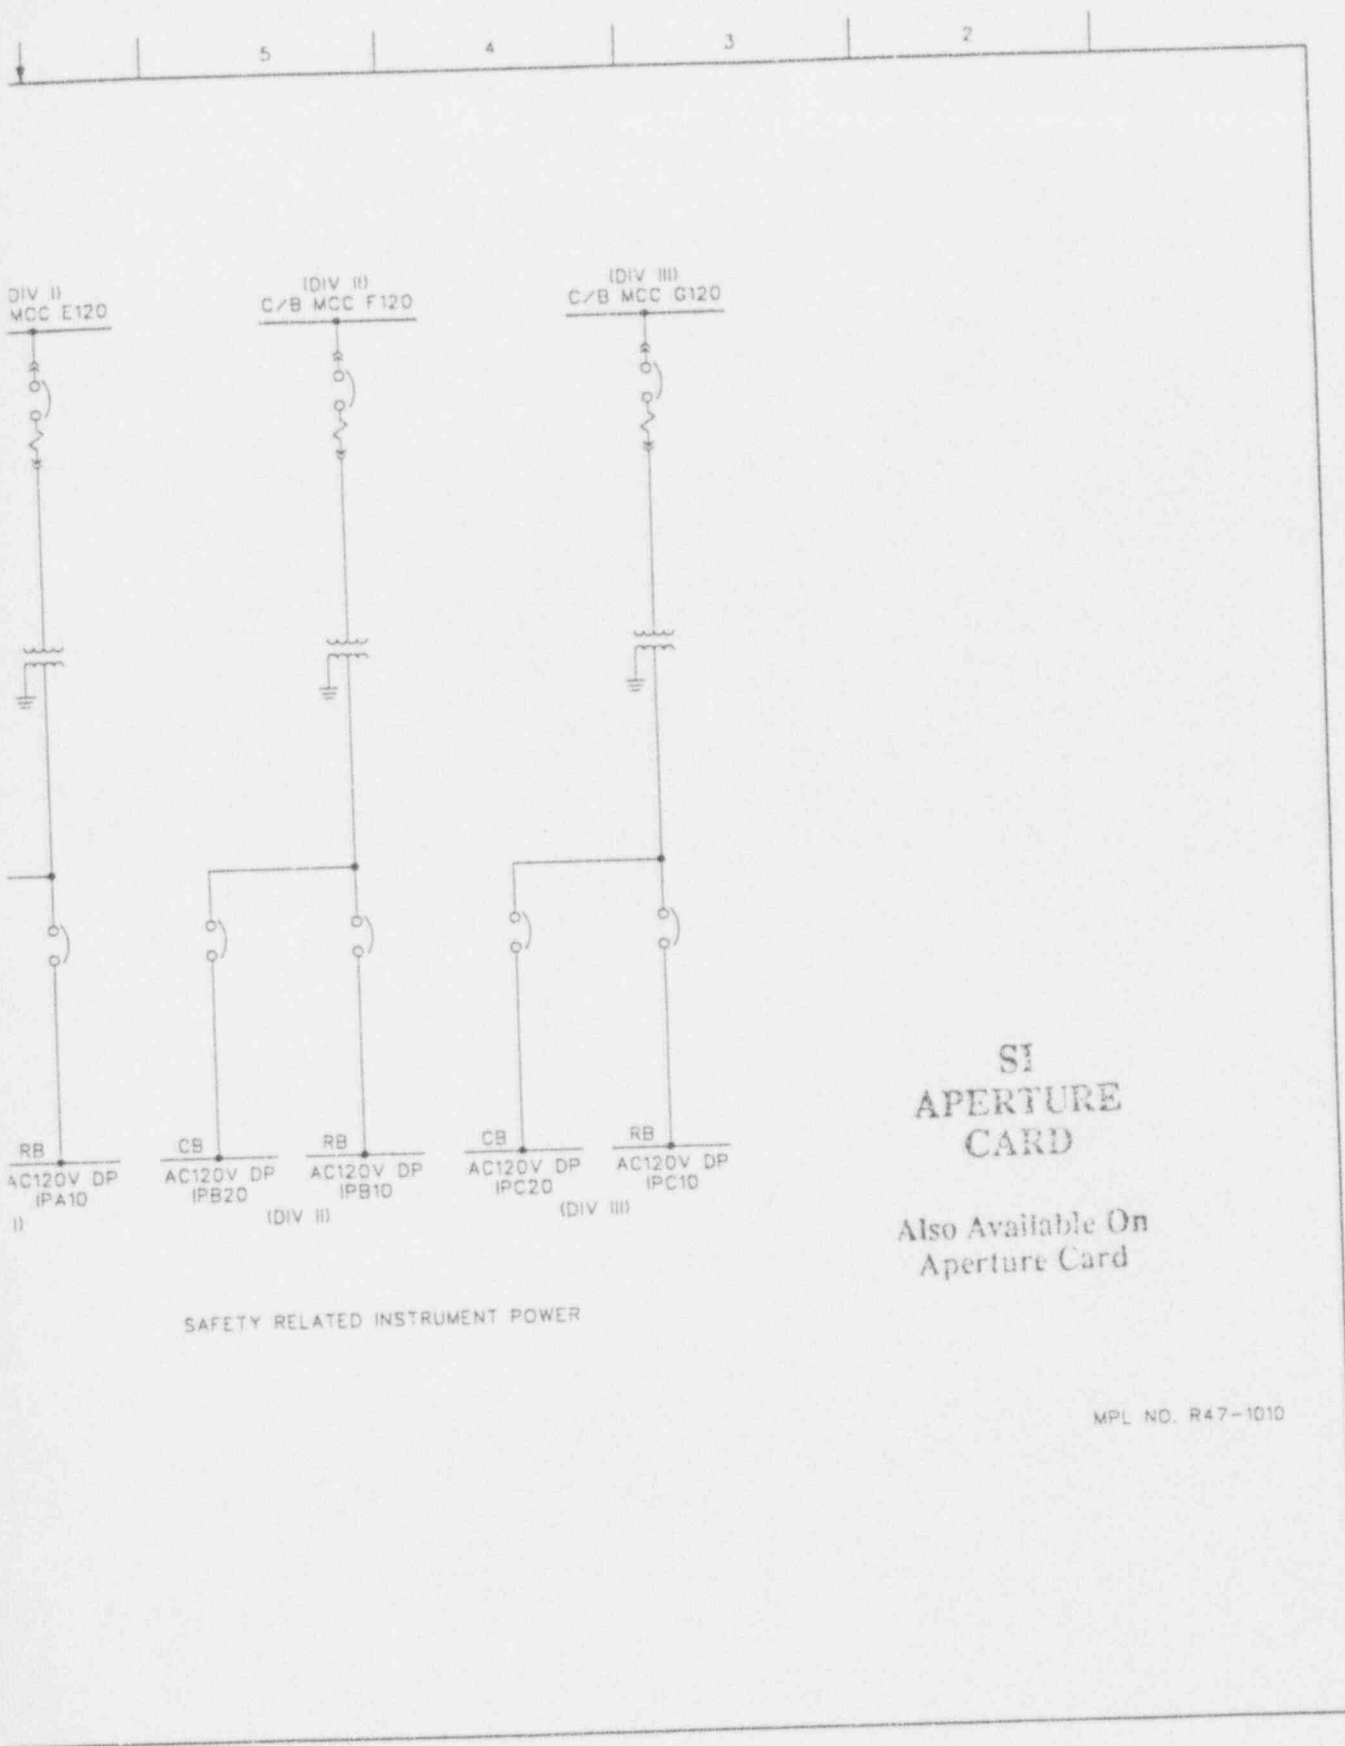 5 4 3 2
DIV I)
MCC E120
(DIV II)
C/B MCC F120
(DIV III)
C/B MCC G120
RB
AC120V DP
IPA10
I)
CB
AC120V DP
IPB20
RB
AC120V DP
IPB10
(DIV II)
CB
AC120V DP
IPC20
RB
AC120V DP
IPC10
(DIV III)
SI
APERTURE
CARD
Also Available On
Aperture Card
SAFETY RELATED INSTRUMENT POWER
MPL NO. R47-1010